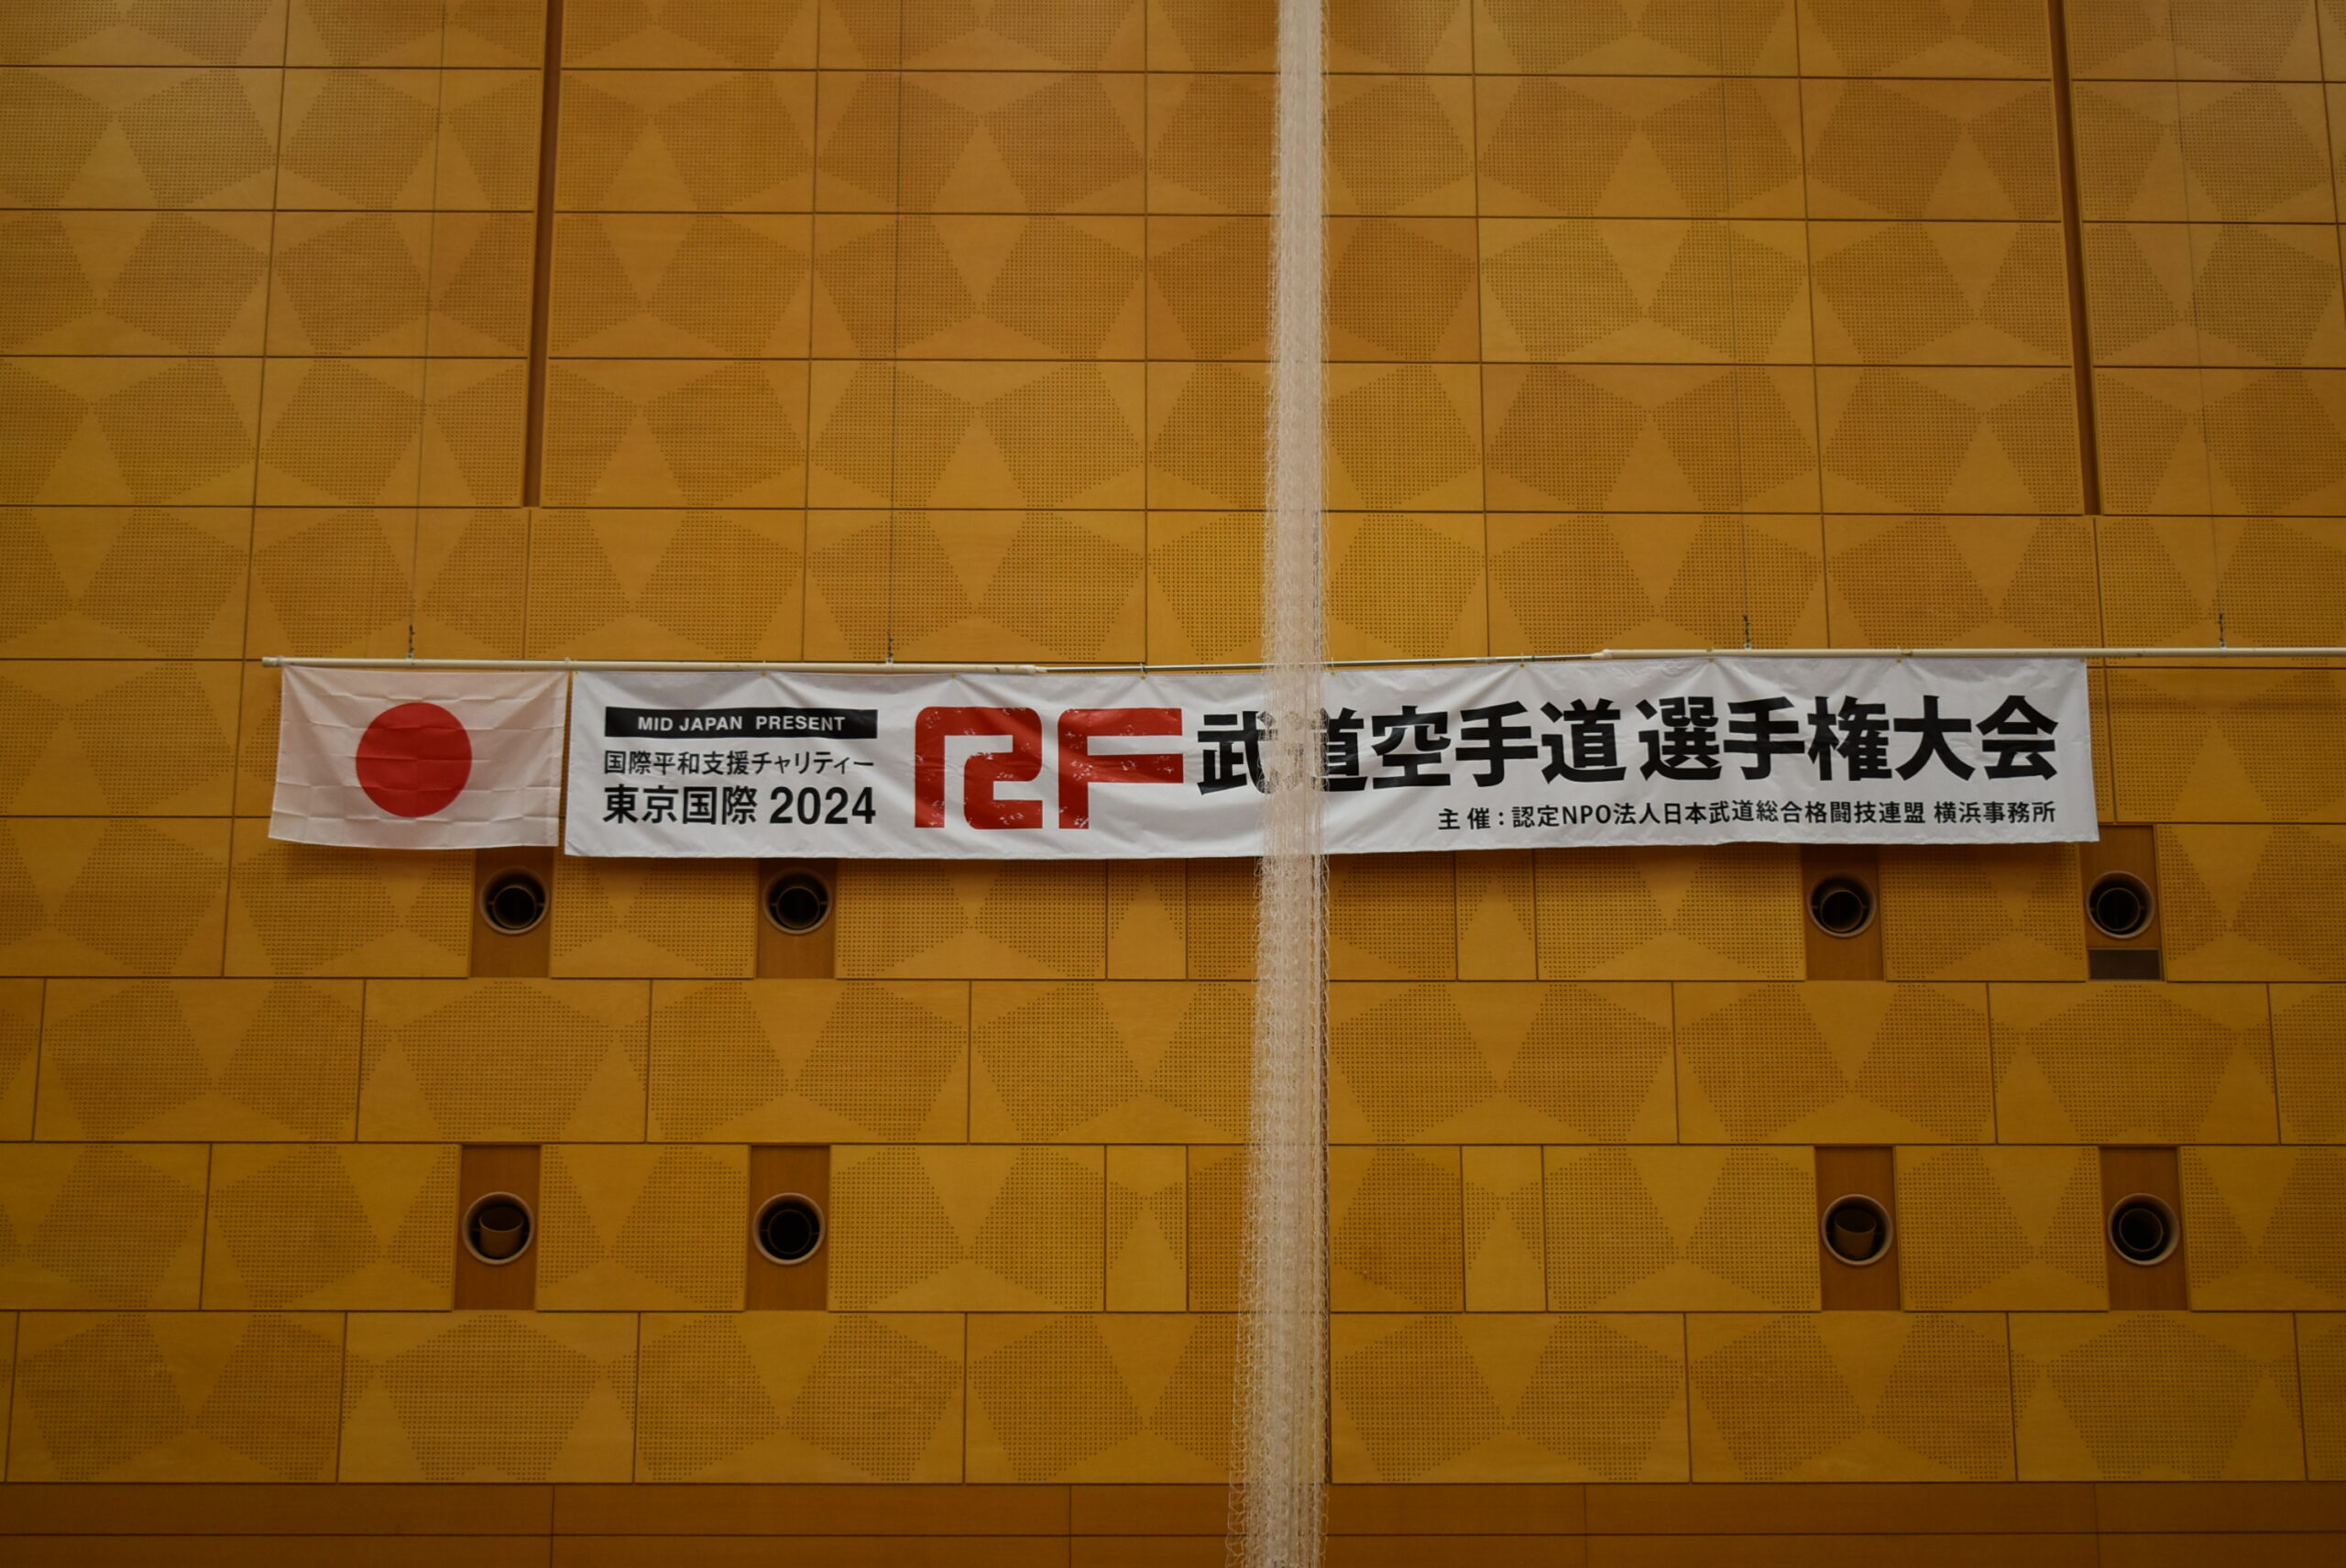 MID JAPAN PRESENT
国際平和支援チャリティー
東京国際 2024
RF
武道空手道 選手権大会
主 催 : 認定NPO法人日本武道総合格闘技連盟 横浜事務所